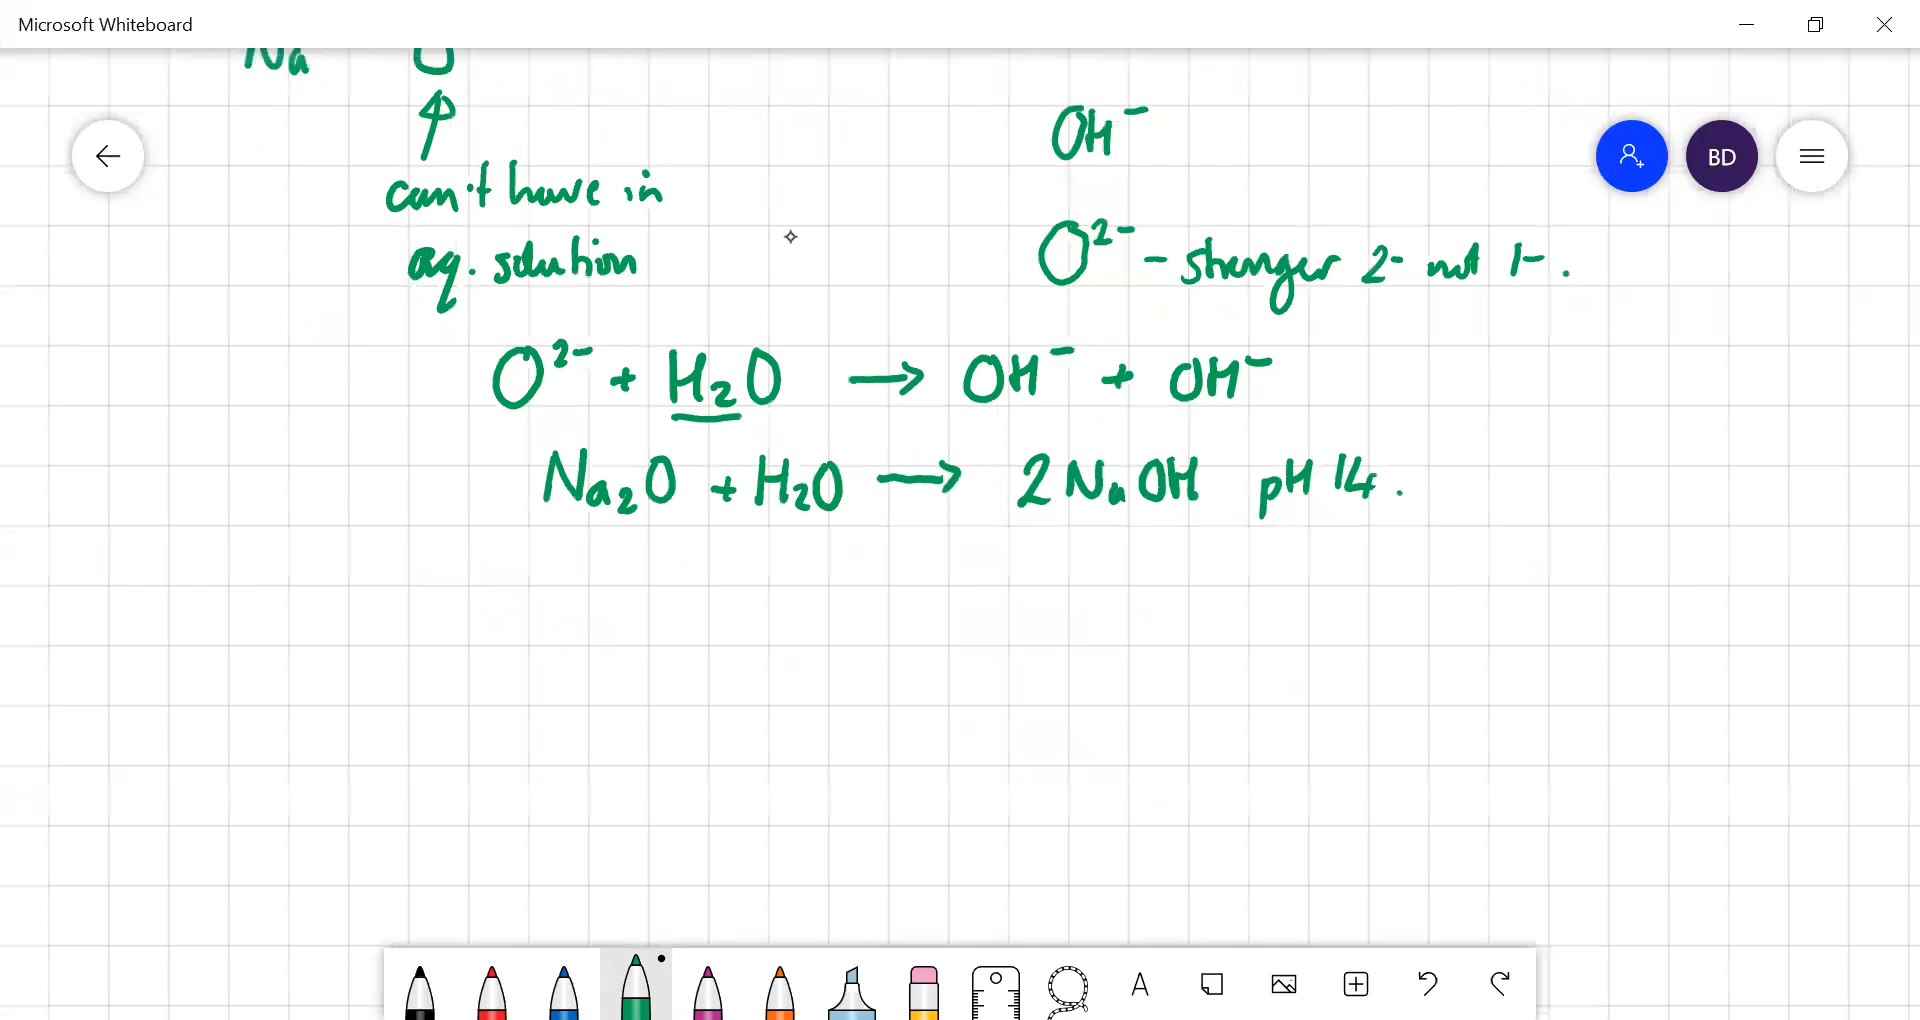 Microsoft Whiteboard
Na O
OH⁻
can't have in
aq. solution
O²⁻ - stronger 2- not 1-.
BD
O²⁻ + H₂O → OH⁻ + OH⁻
Na₂O + H₂O → 2NaOH pH 14.
A